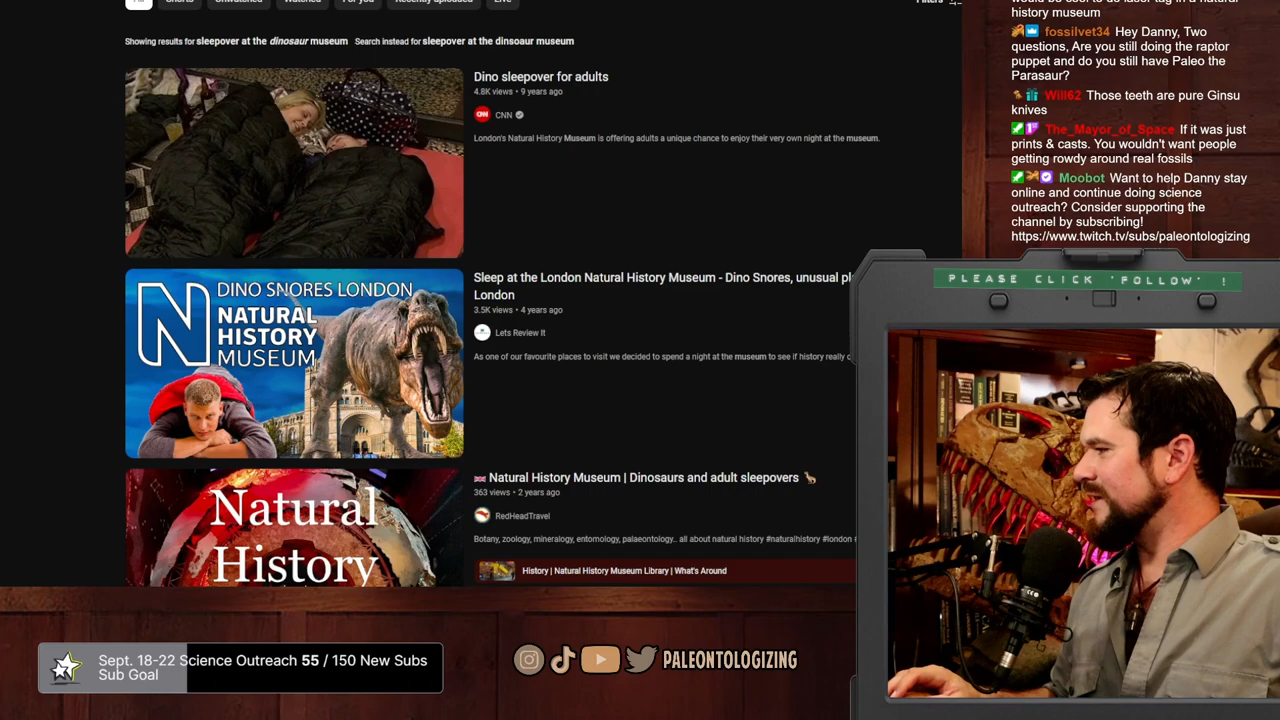 All Shorts Unwatched Watched For you Recently uploaded Live Filters
Showing results for sleepover at the dinosaur museum Search instead for sleepover at the dinsoaur museum
Dino sleepover for adults
4.8K views • 9 years ago
CNN
London's Natural History Museum is offering adults a unique chance to enjoy their very own night at the museum.
DINO SNORES LONDON
N NATURAL
HISTORY
MUSEUM
Sleep at the London Natural History Museum - Dino Snores, unusual pl
London
3.5K views • 4 years ago
Lets Review It
As one of our favourite places to visit we decided to spend a night at the museum to see if history really c
Natural
History
Natural History Museum | Dinosaurs and adult sleepovers
363 views • 2 years ago
RedHeadTravel
Botany, zoology, mineralogy, entomology, palaeontology.. all about natural history #naturalhistory #london #
History | Natural History Museum Library | What's Around
would be cool to do laser tag in a natural
history museum
fossilvet34 Hey Danny, Two
questions, Are you still doing the raptor
puppet and do you still have Paleo the
Parasaur?
Will62 Those teeth are pure Ginsu
knives
The_Mayor_of_Space If it was just
prints & casts. You wouldn't want people
getting rowdy around real fossils
Moobot Want to help Danny stay
online and continue doing science
outreach? Consider supporting the
channel by subscribing!
https://www.twitch.tv/subs/paleontologizing
PLEASE CLICK 'FOLLOW' !
Sept. 18-22 Science Outreach 55 / 150 New Subs
Sub Goal
PALEONTOLOGIZING